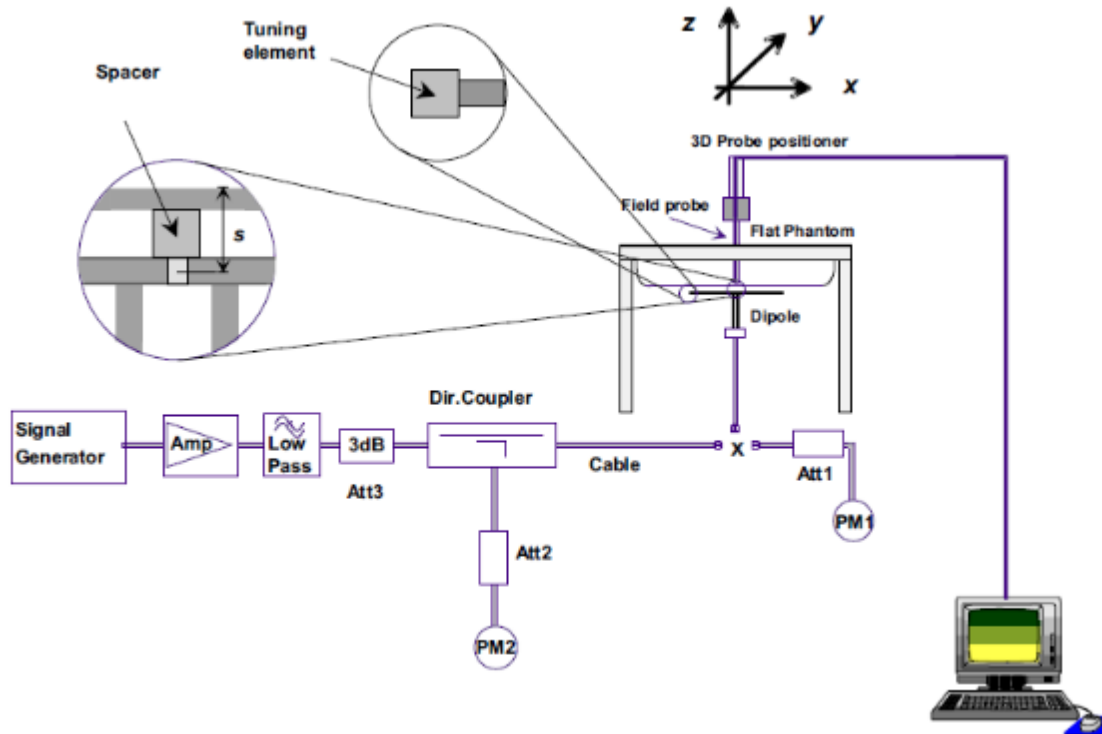 Tuning
element
Spacer
s
z
y
x
3D Probe positioner
Field probe
Flat Phantom
Dipole
Dir.Coupler
Signal
Generator
Amp
Low
Pass
3dB
Att3
Cable
X
Att1
PM1
Att2
PM2